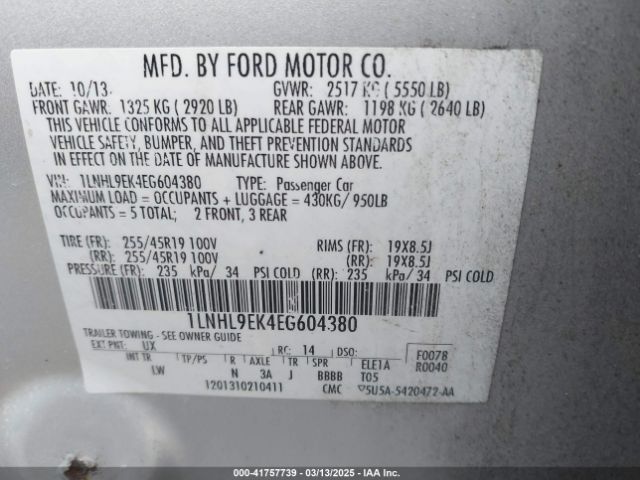 MFD. BY FORD MOTOR CO.
DATE: 10/13 GVWR: 2517 KG ( 5550 LB)
FRONT GAWR: 1325 KG ( 2920 LB) REAR GAWR: 1198 KG ( 2640 LB)
THIS VEHICLE CONFORMS TO ALL APPLICABLE FEDERAL MOTOR
VEHICLE SAFETY, BUMPER, AND THEFT PREVENTION STANDARDS
IN EFFECT ON THE DATE OF MANUFACTURE SHOWN ABOVE.
VIN: 1LNHL9EK4EG604380 TYPE: Passenger Car
MAXIMUM LOAD = OCCUPANTS + LUGGAGE = 430KG/ 950LB
OCCUPANTS = 5 TOTAL; 2 FRONT, 3 REAR
TIRE (FR): 255/45R19 100V RIMS (FR): 19X8.5J
(RR): 255/45R19 100V (RR): 19X8.5J
PRESSURE (FR): 235 kPa/ 34 PSI COLD (RR): 235 kPa/ 34 PSI COLD
1LNHL9EK4EG604380
TRAILER TOWING - SEE OWNER GUIDE
EXT PNT: UX RC: 14 DSO: F0078
INT TR TP/PS R AXLE TR SPR ELE1A R0040
LW N 3A J BBBB T05
1201310210411 CMC 5U5A-5420472-AA
000-41757739 - 03/13/2025 - IAA Inc.